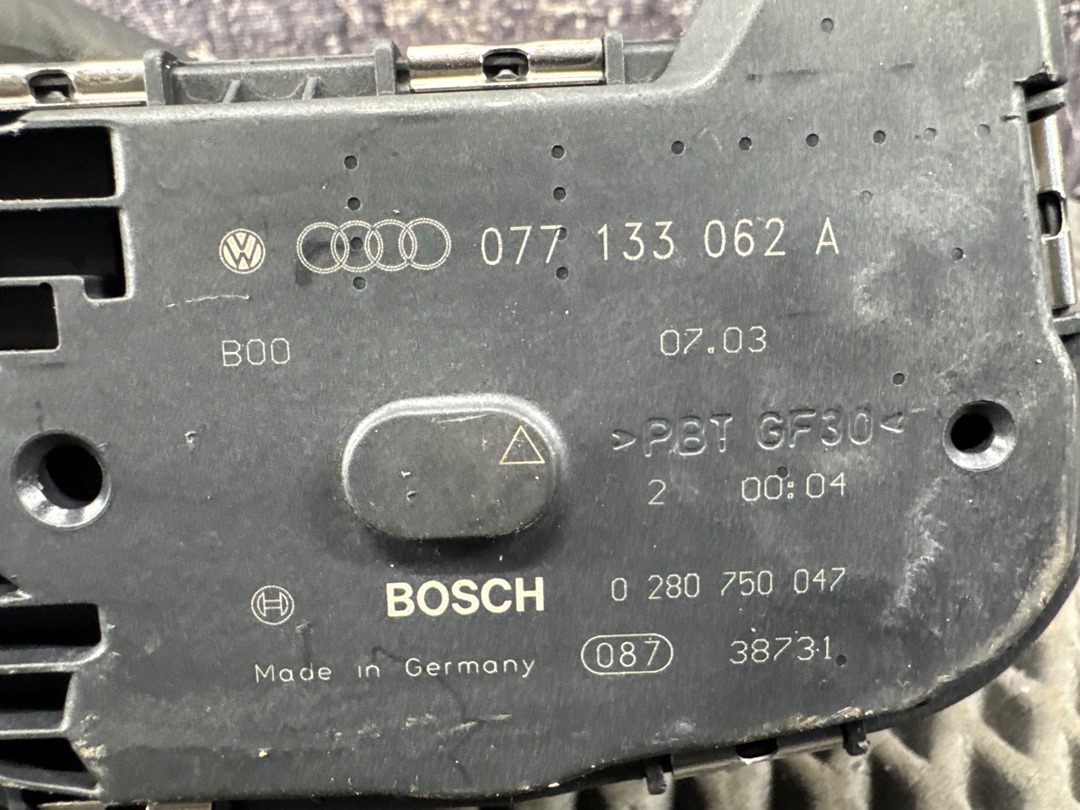 077 133 062 A
B00 07.03
>PBT GF30<
2 00:04
BOSCH 0 280 750 047
Made in Germany 087 38731